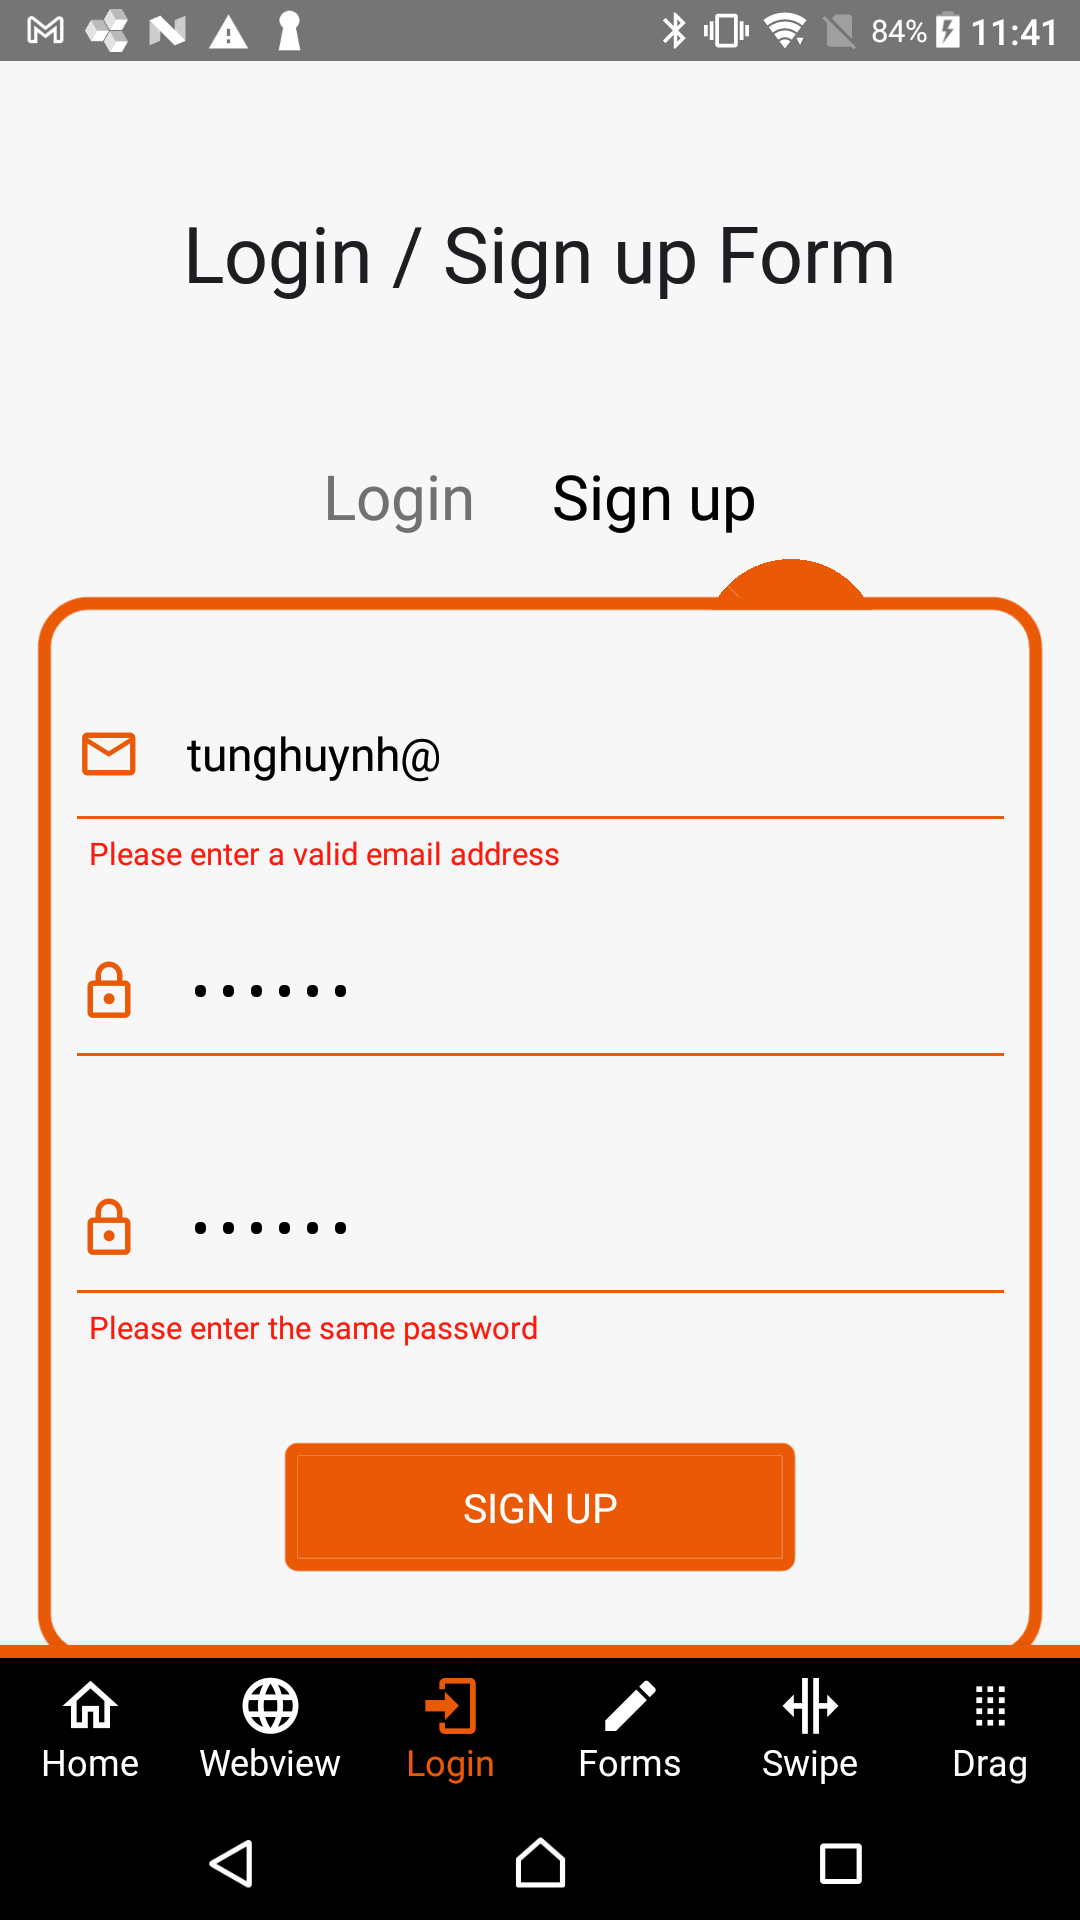 84% 11:41
Login / Sign up Form
Login Sign up
tunghuynh@
Please enter a valid email address
••••••
••••••
Please enter the same password
SIGN UP
Home Webview Login Forms Swipe Drag